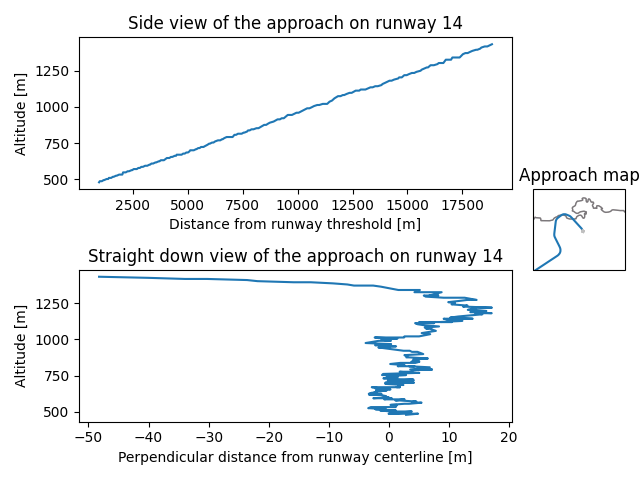 Side view of the approach on runway 14
1250
1000
750
500
Altitude [m]
2500 5000 7500 10000 12500 15000 17500
Distance from runway threshold [m]
Approach map
Straight down view of the approach on runway 14
1250
1000
750
500
Altitude [m]
−50 −40 −30 −20 −10 0 10 20
Perpendicular distance from runway centerline [m]